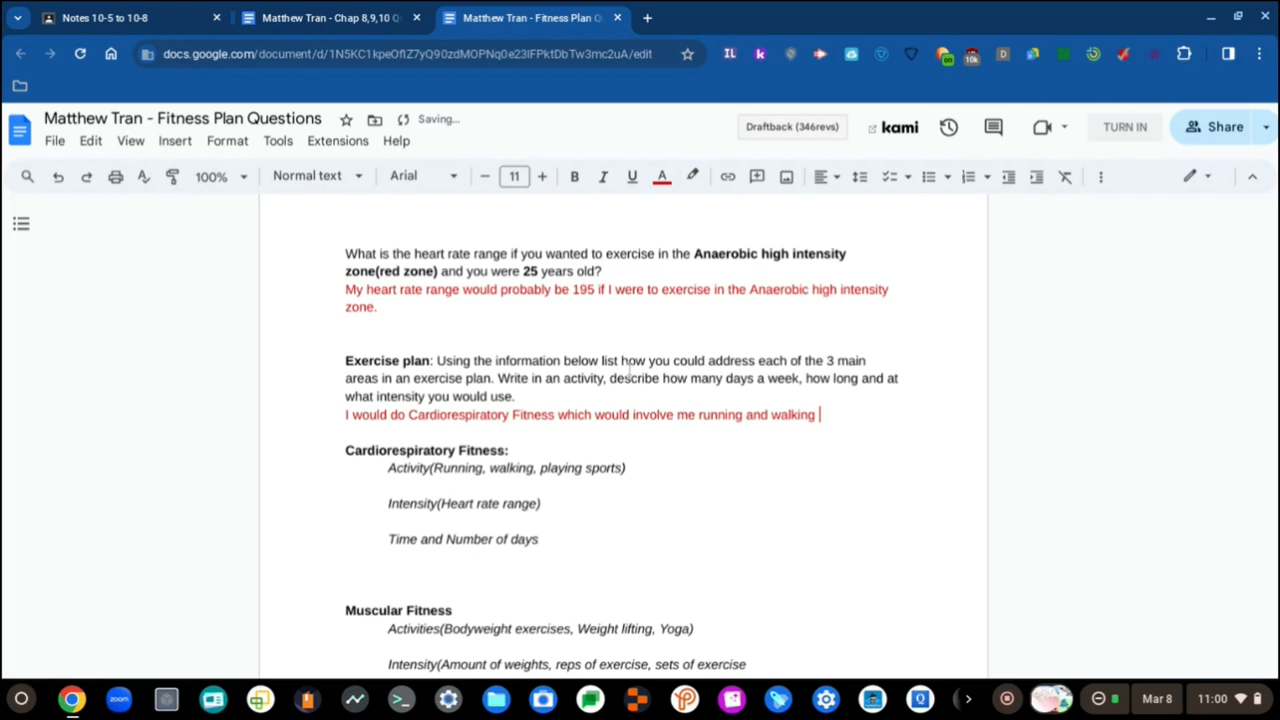 Notes 10-5 to 10-8
Matthew Tran - Chap 8,9,10 Q
Matthew Tran - Fitness Plan Q
docs.google.com/document/d/1N5KC1kpeOflZ7yQ90zdMOPNq0e23IFPktDbTw3mc2uA/edit
Matthew Tran - Fitness Plan Questions
Saving...
File Edit View Insert Format Tools Extensions Help
Draftback (346revs)
kami
TURN IN
Share
100%
Normal text
Arial
11
What is the heart rate range if you wanted to exercise in the Anaerobic high intensity
zone(red zone) and you were 25 years old?
My heart rate range would probably be 195 if I were to exercise in the Anaerobic high intensity
zone.
Exercise plan: Using the information below list how you could address each of the 3 main
areas in an exercise plan. Write in an activity, describe how many days a week, how long and at
what intensity you would use.
I would do Cardiorespiratory Fitness which would involve me running and walking
Cardiorespiratory Fitness:
Activity(Running, walking, playing sports)
Intensity(Heart rate range)
Time and Number of days
Muscular Fitness
Activities(Bodyweight exercises, Weight lifting, Yoga)
Intensity(Amount of weights, reps of exercise, sets of exercise
zoom
Mar 8
11:00